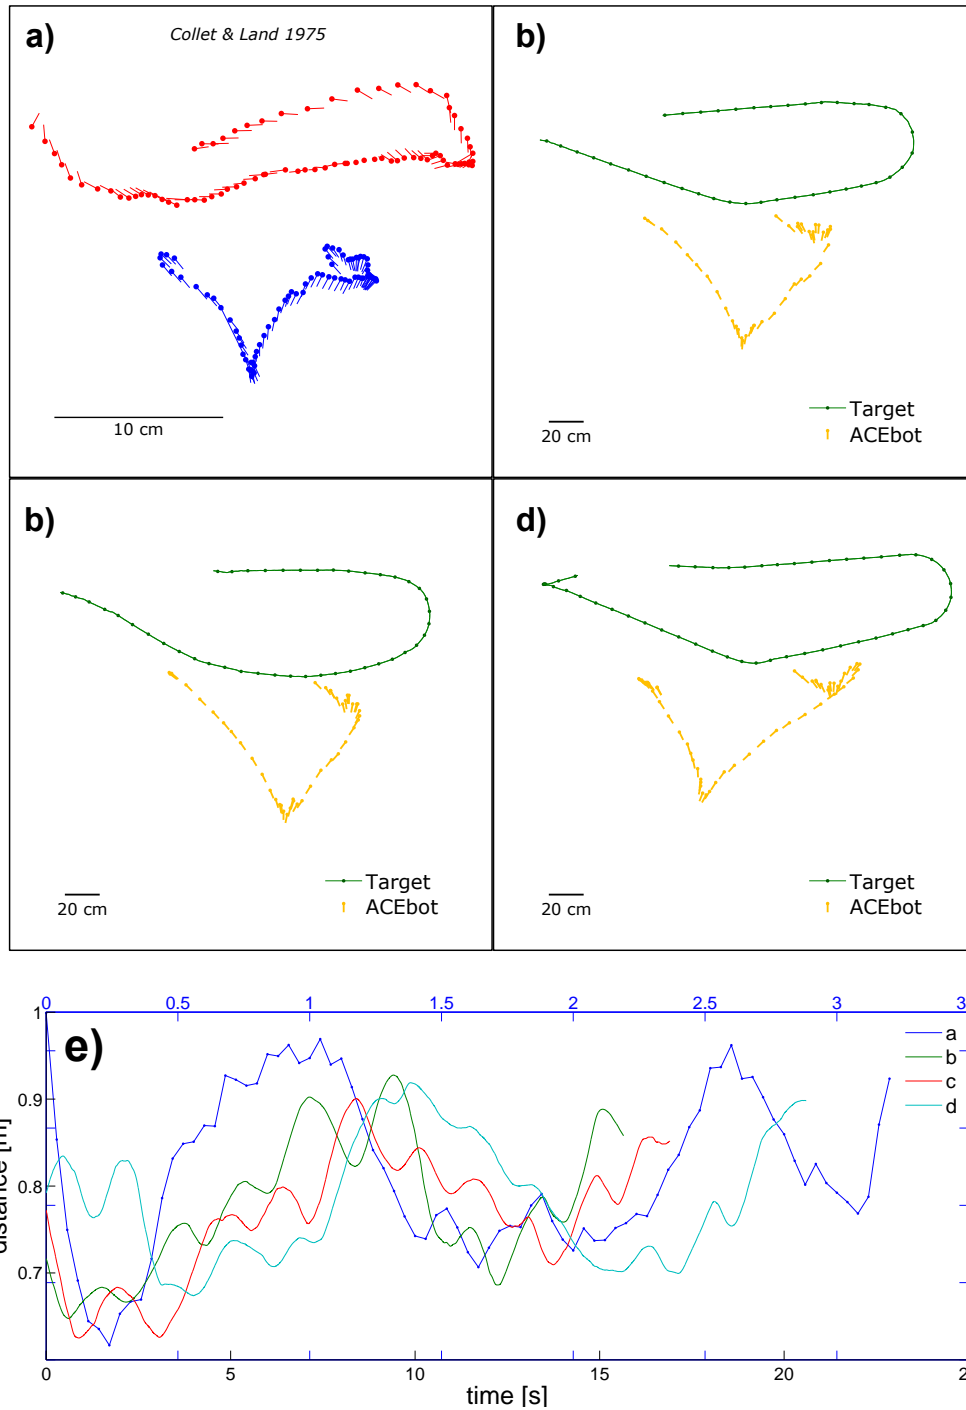 a)
Collet & Land 1975
10 cm
b)
20 cm
Target
ACEbot
b)
20 cm
Target
ACEbot
d)
20 cm
Target
ACEbot
0 0.5 1 1.5 2 2.5 3
e)
a
b
c
d
1
0.9
0.8
0.7
distance [m]
0 5 10 15 20
time [s]